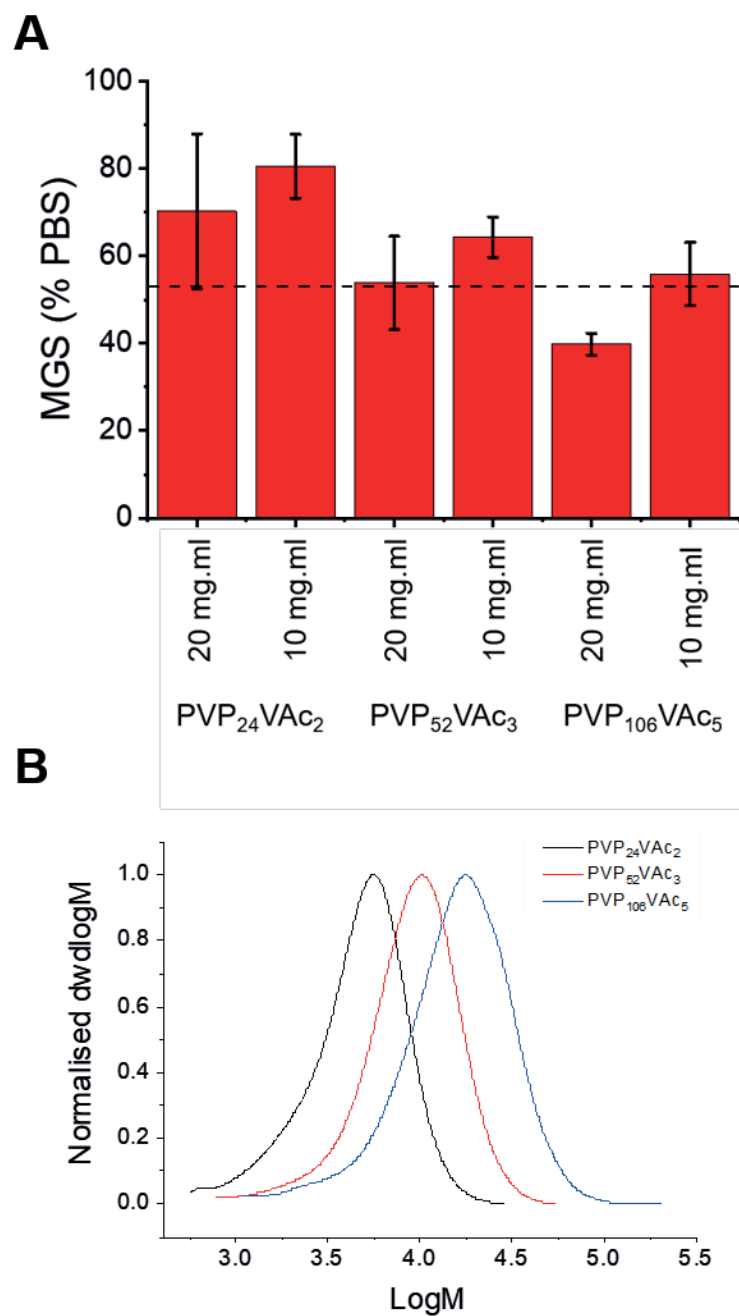 A
MGS (% PBS)
100
80
60
40
20
0
20 mg.ml
10 mg.ml
20 mg.ml
10 mg.ml
20 mg.ml
10 mg.ml
PVP₂₄VAc₂ PVP₅₂VAc₃ PVP₁₀₆VAc₅
B
Normalised dwdlogM
1.0
0.8
0.6
0.4
0.2
0.0
PVP₂₄VAc₂
PVP₅₂VAc₃
PVP₁₀₆VAc₅
3.0 3.5 4.0 4.5 5.0 5.5
LogM